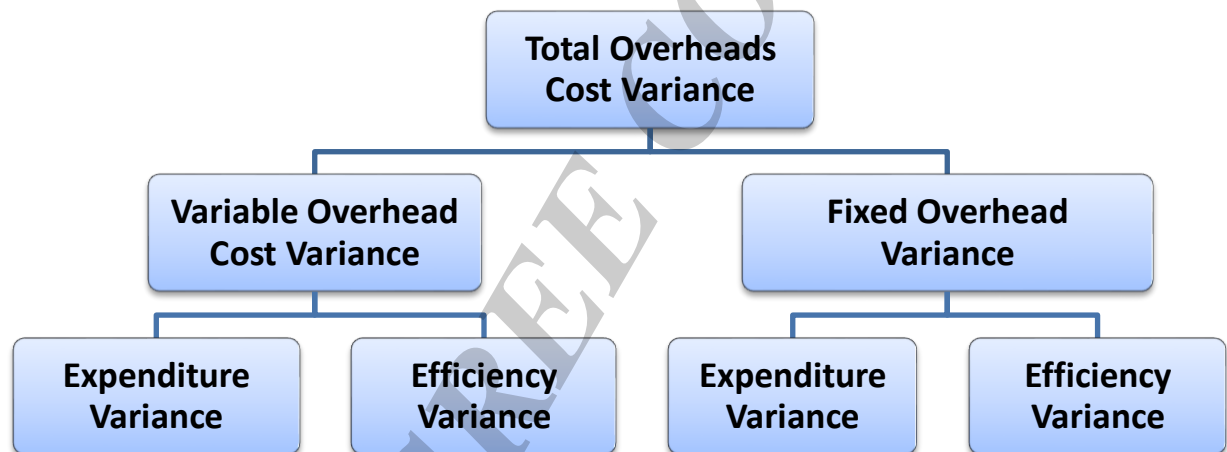 Total Overheads
Cost Variance
Variable Overhead
Cost Variance
Fixed Overhead
Variance
Expenditure
Variance
Efficiency
Variance
Expenditure
Variance
Efficiency
Variance